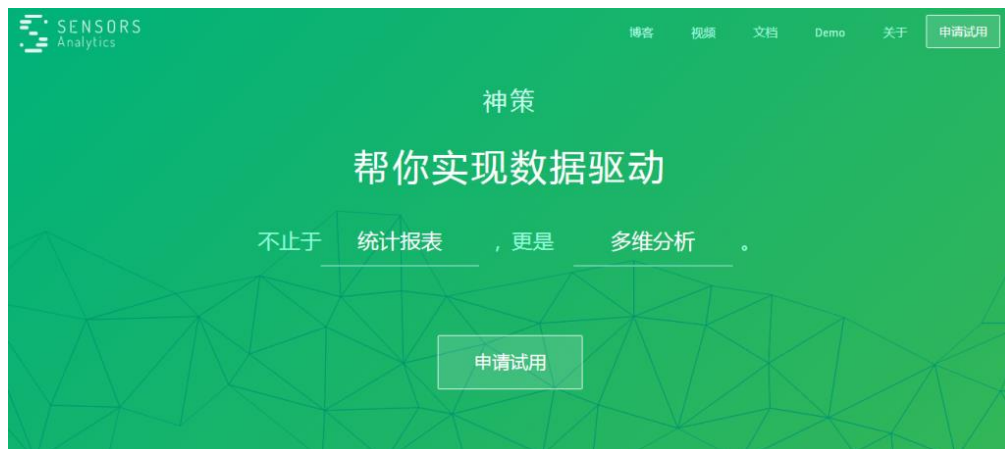 SENSORS
Analytics
博客 视频 文档 Demo 关于 申请试用
神策
帮你实现数据驱动
不止于 统计报表 ，更是 多维分析 。
申请试用